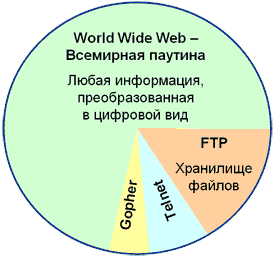 World Wide Web –
Всемирная паутина
Любая информация,
преобразованная
в цифровой вид
FTP
Хранилище
файлов
Telnet
Gopher